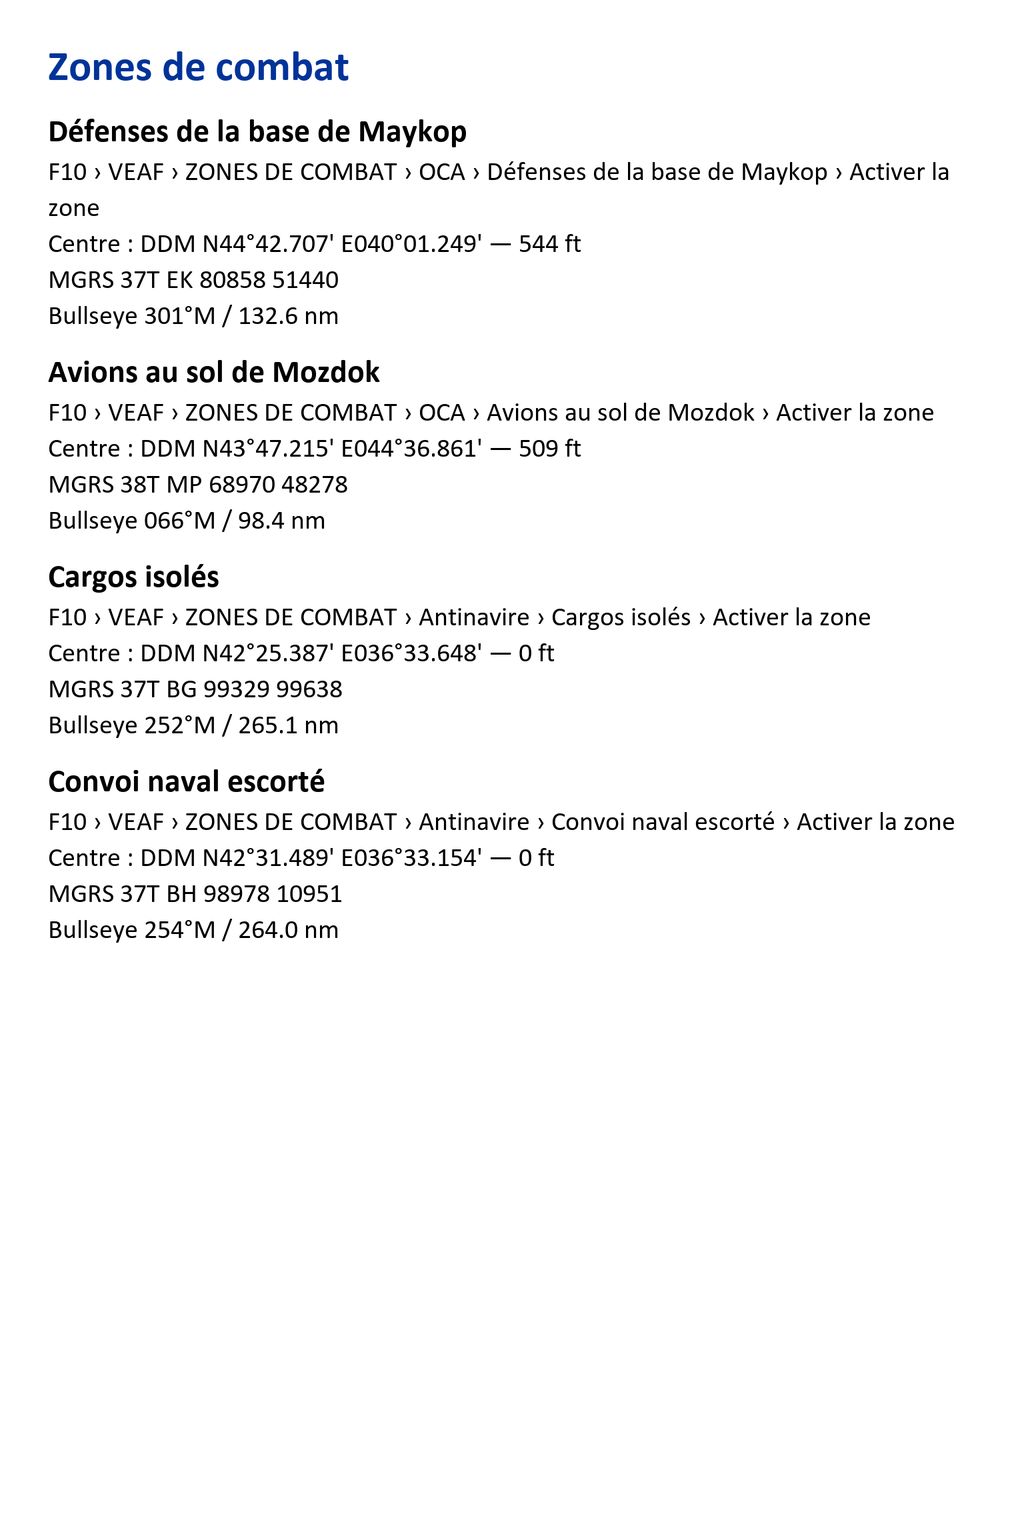 Zones de combat
Défenses de la base de Maykop
F10 › VEAF › ZONES DE COMBAT › OCA › Défenses de la base de Maykop › Activer la
zone
Centre : DDM N44°42.707' E040°01.249' — 544 ft
MGRS 37T EK 80858 51440
Bullseye 301°M / 132.6 nm
Avions au sol de Mozdok
F10 › VEAF › ZONES DE COMBAT › OCA › Avions au sol de Mozdok › Activer la zone
Centre : DDM N43°47.215' E044°36.861' — 509 ft
MGRS 38T MP 68970 48278
Bullseye 066°M / 98.4 nm
Cargos isolés
F10 › VEAF › ZONES DE COMBAT › Antinavire › Cargos isolés › Activer la zone
Centre : DDM N42°25.387' E036°33.648' — 0 ft
MGRS 37T BG 99329 99638
Bullseye 252°M / 265.1 nm
Convoi naval escorté
F10 › VEAF › ZONES DE COMBAT › Antinavire › Convoi naval escorté › Activer la zone
Centre : DDM N42°31.489' E036°33.154' — 0 ft
MGRS 37T BH 98978 10951
Bullseye 254°M / 264.0 nm